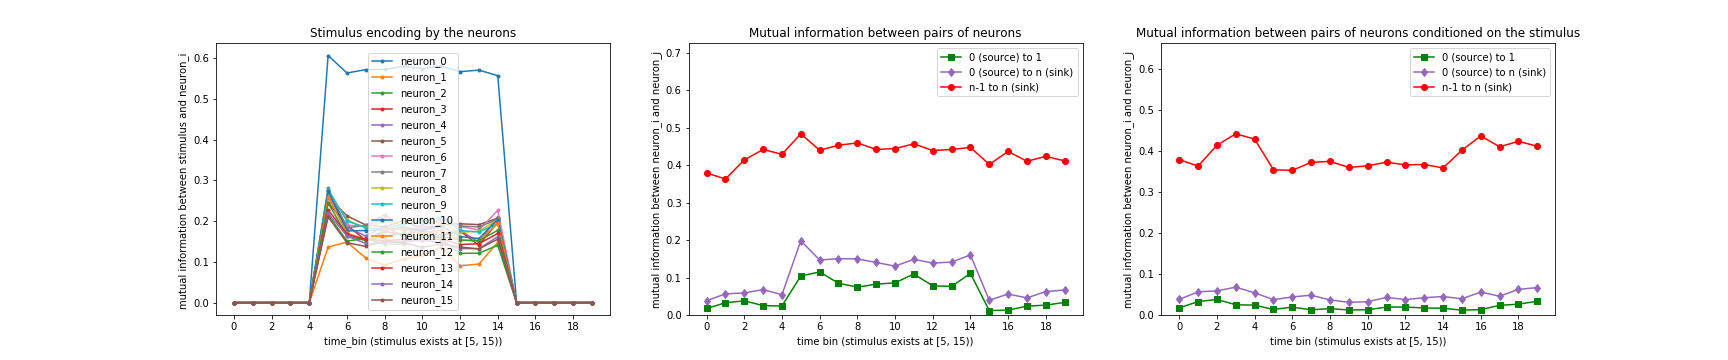 Stimulus encoding by the neurons
mutual information between stimulus and neuron_i
0.6
0.5
0.4
0.3
0.2
0.1
0.0
0 2 4 6 8 10 12 14 16 18
time_bin (stimulus exists at [5, 15))
neuron_0
neuron_1
neuron_2
neuron_3
neuron_4
neuron_5
neuron_6
neuron_7
neuron_8
neuron_9
neuron_10
neuron_11
neuron_12
neuron_13
neuron_14
neuron_15
Mutual information between pairs of neurons
mutual information between neuron_i and neuron_j
0.7
0.6
0.5
0.4
0.3
0.2
0.1
0.0
0 2 4 6 8 10 12 14 16 18
time bin (stimulus exists at [5, 15))
0 (source) to 1
0 (source) to n (sink)
n-1 to n (sink)
Mutual information between pairs of neurons conditioned on the stimulus
mutual information between neuron_i and neuron_j
0.6
0.5
0.4
0.3
0.2
0.1
0.0
0 2 4 6 8 10 12 14 16 18
time bin (stimulus exists at [5, 15))
0 (source) to 1
0 (source) to n (sink)
n-1 to n (sink)